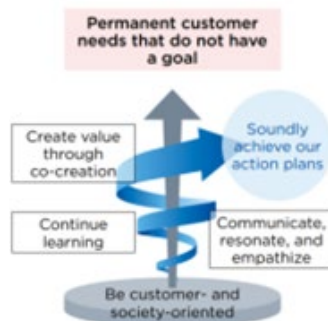 Permanent customer
needs that do not have
a goal
Create value
through
co-creation
Soundly
achieve our
action plans
Continue
learning
Communicate,
resonate, and
empathize
Be customer- and
society-oriented